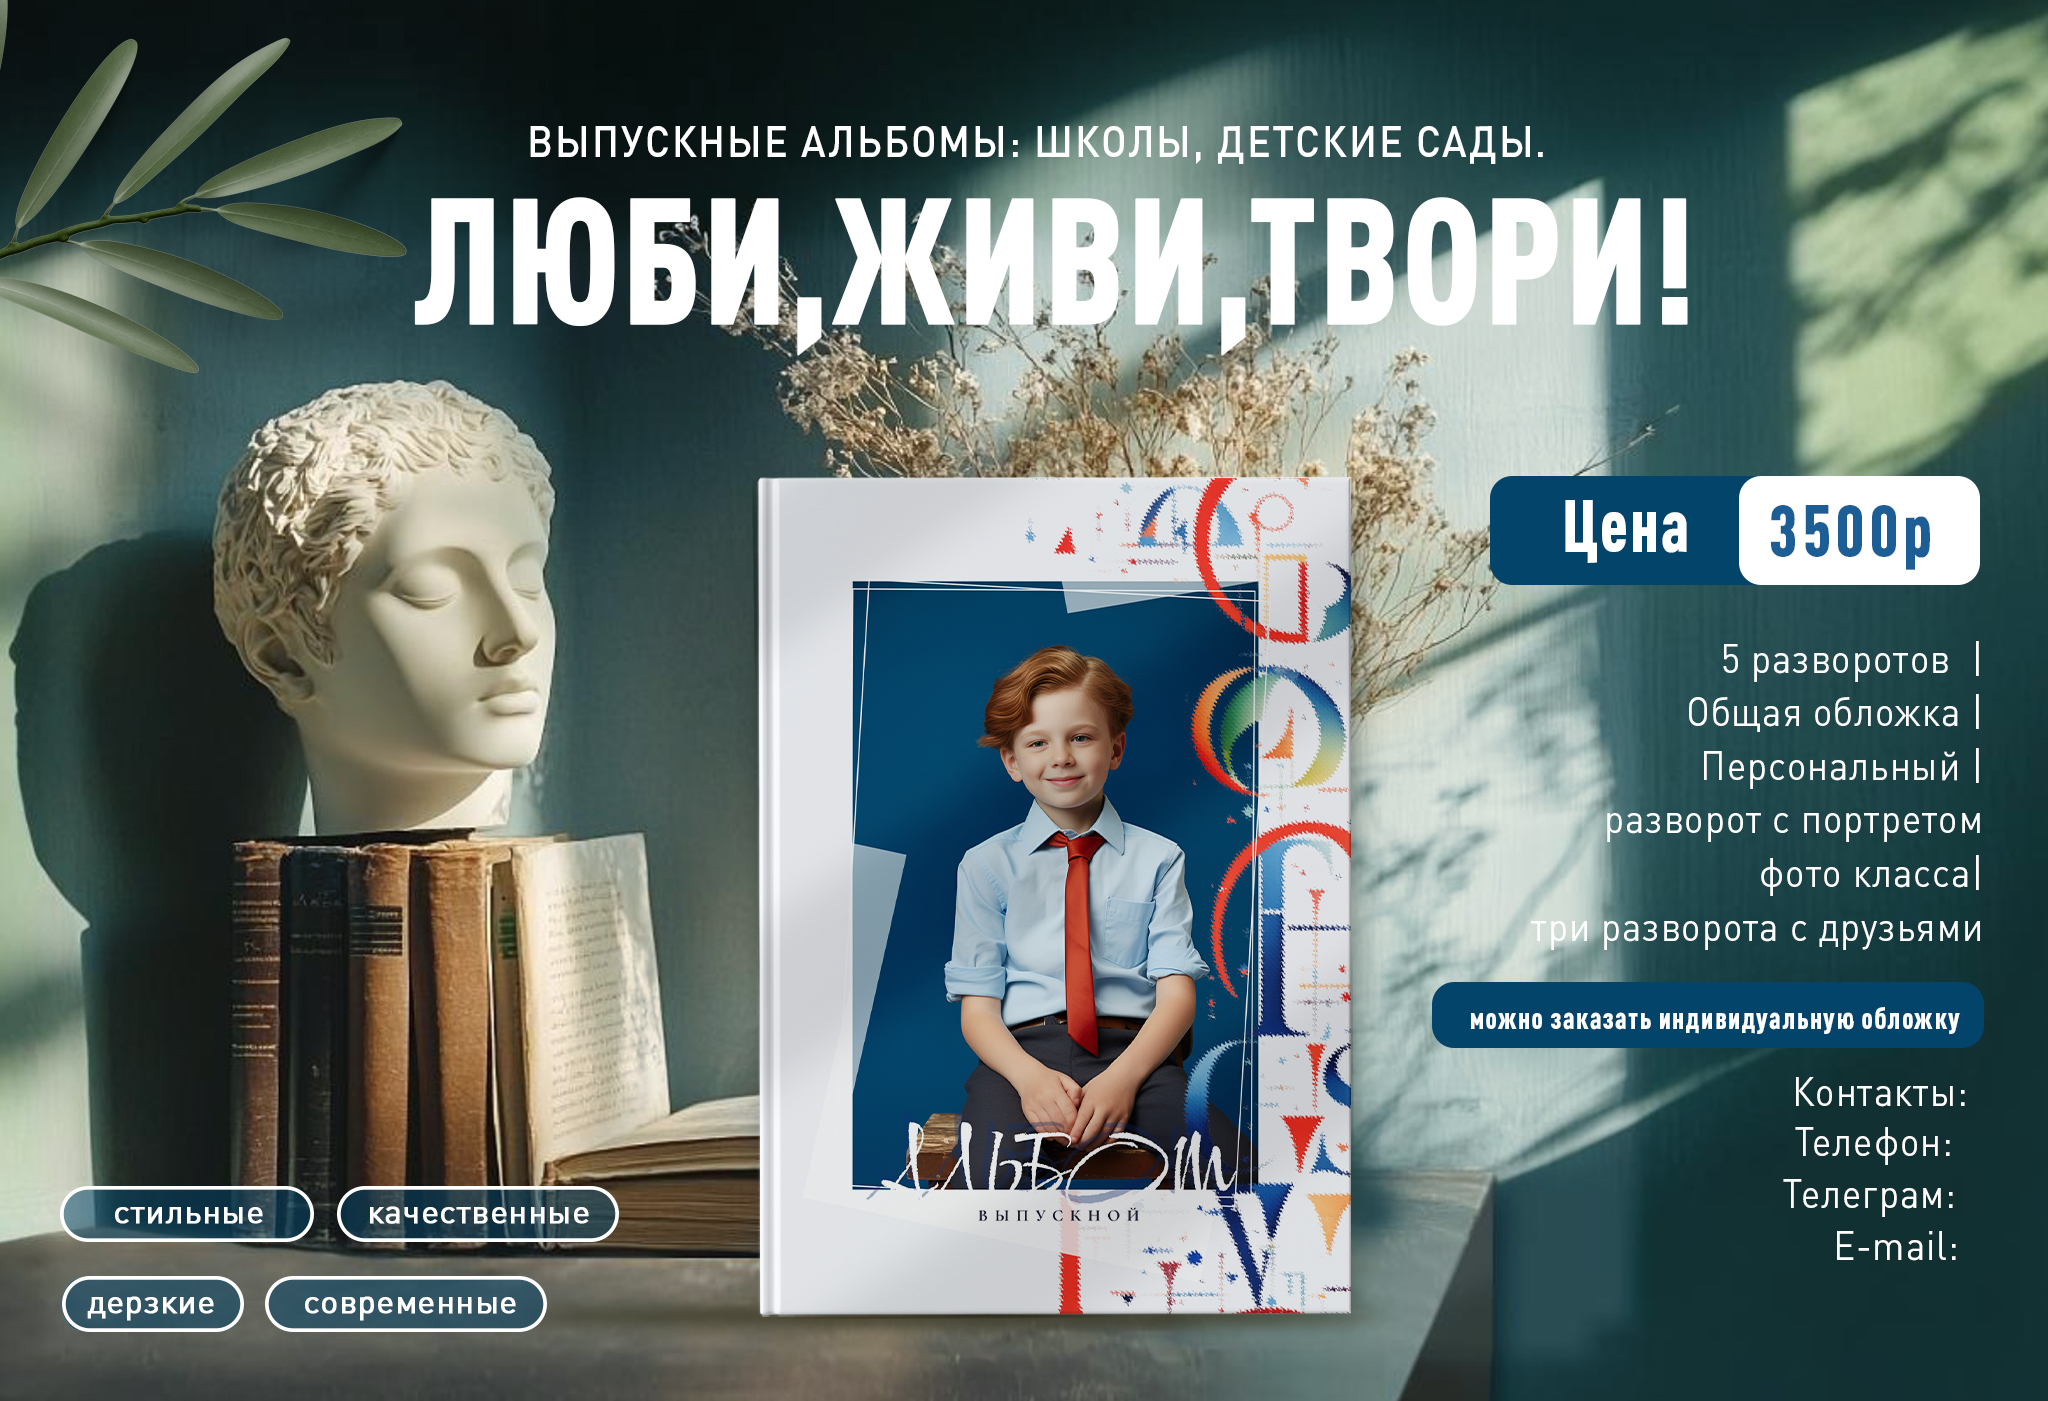 ВЫПУСКНЫЕ АЛЬБОМЫ: ШКОЛЫ, ДЕТСКИЕ САДЫ.
ЛЮБИ,ЖИВИ,ТВОРИ!
Цена 3500р
5 разворотов |
Общая обложка |
Персональный |
разворот с портретом
фото класса|
три разворота с друзьями
можно заказать индивидуальную обложку
Контакты:
Телефон:
Телеграм:
E-mail:
АЛЬБОm
ВЫПУСКНОЙ
стильные качественные
дерзкие современные